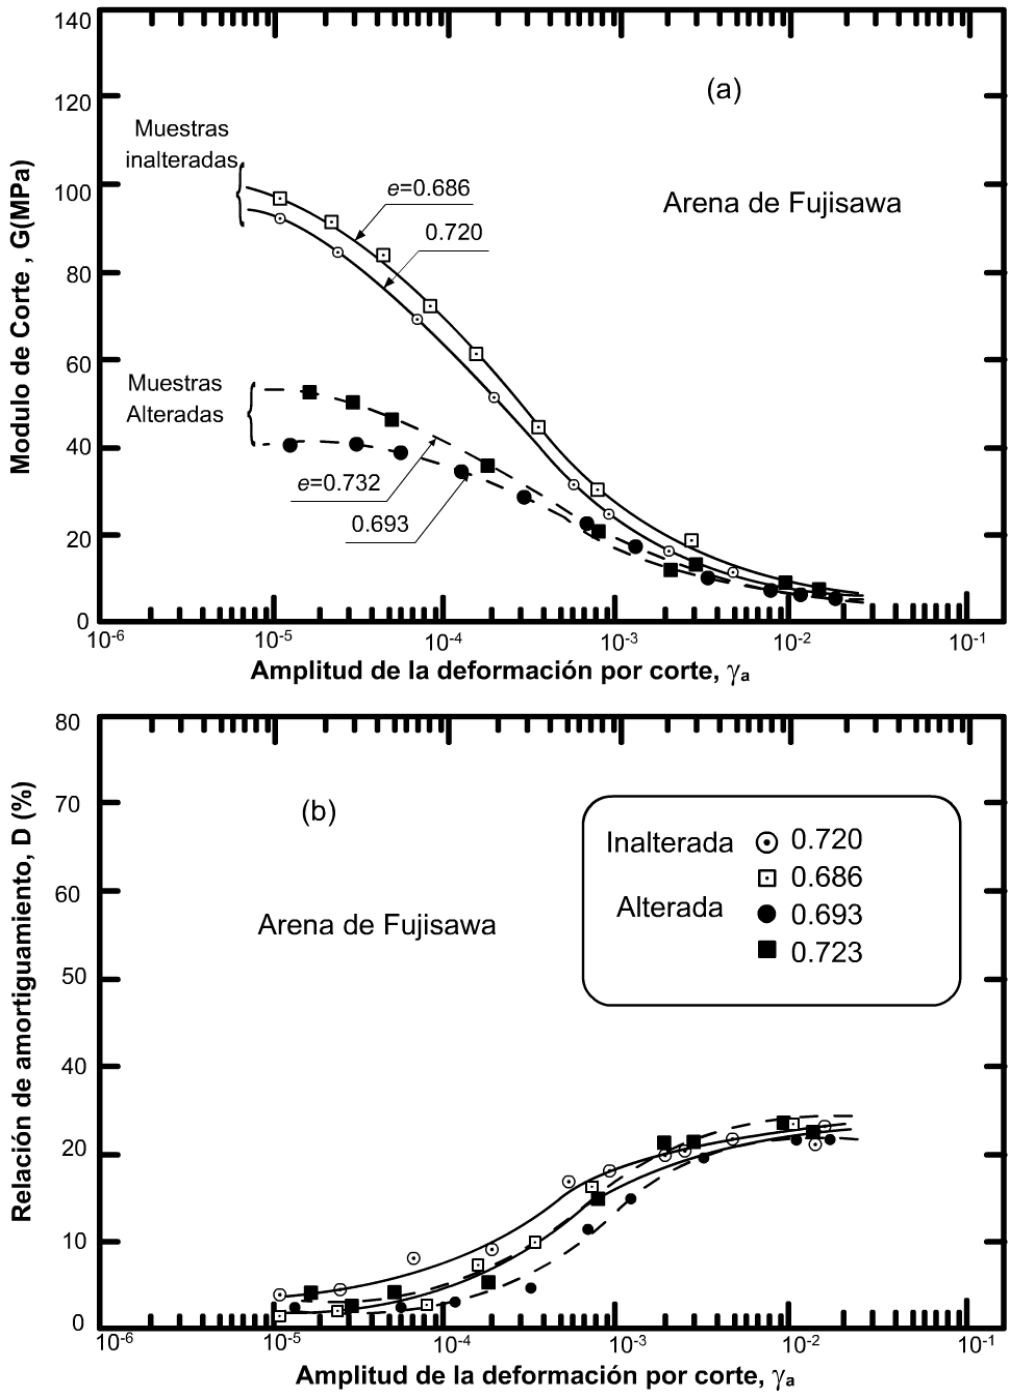 140
120
100
80
60
40
20
0
Modulo de Corte , G(MPa)
(a)
Muestras
inalteradas
e=0.686
0.720
Arena de Fujisawa
Muestras
Alteradas
e=0.732
0.693
10-6
10-5
10-4
10-3
10-2
10-1
Amplitud de la deformación por corte, γa
80
70
60
50
40
20
10
0
Relación de amortiguamiento, D (%)
(b)
Arena de Fujisawa
Inalterada
0.720
0.686
Alterada
0.693
0.723
10-6
10-5
10-4
10-3
10-2
10-1
Amplitud de la deformación por corte, γa